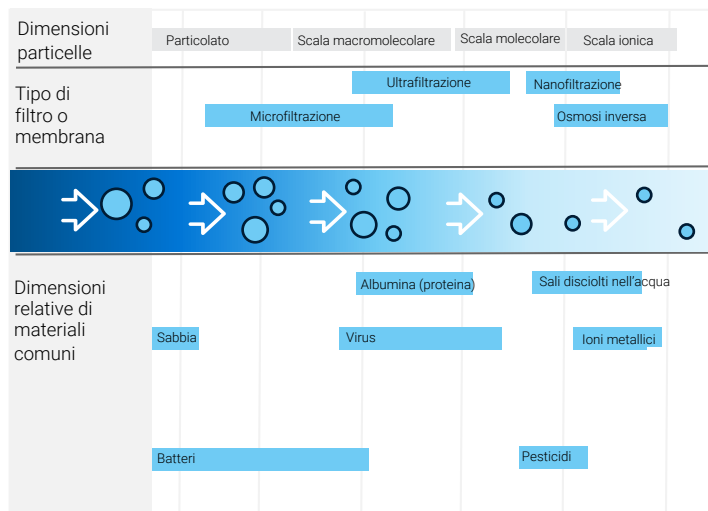 Dimensioni
particelle
Particolato
Scala macromolecolare
Scala molecolare
Scala ionica
Tipo di
filtro o
membrana
Ultrafiltrazione
Nanofiltrazione
Microfiltrazione
Osmosi inversa
Dimensioni
relative di
materiali
comuni
Albumina (proteina)
Sali disciolti nell'acqua
Sabbia
Virus
Ioni metallici
Batteri
Pesticidi